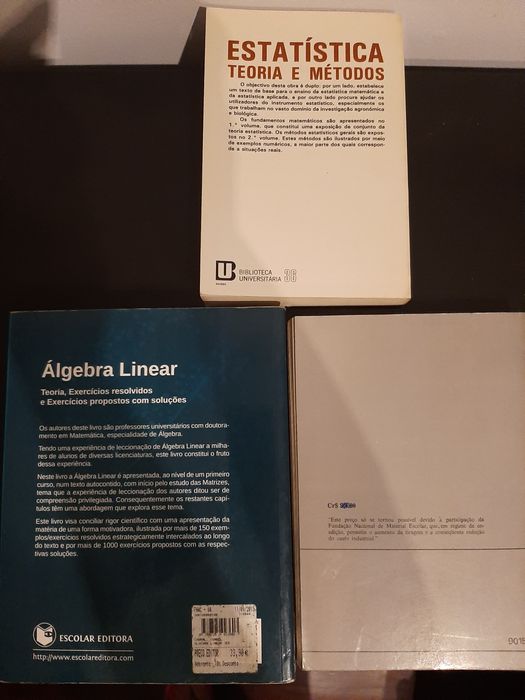 ESTATÍSTICA
TEORIA E MÉTODOS
O objectivo desta obra é duplo: por um lado, estabelece
um texto de base para o ensino da estatística matemática e
da estatística aplicada, e por outro lado procura ajudar os
utilizadores do instrumento estatístico, especialmente os
que trabalham no vasto domínio da investigação agronómica
e biológica.
Os fundamentos matemáticos são apresentados no
1.º volume, que constitui uma exposição de conjunto da
teoria estatística. Os métodos estatísticos gerais são expos-
tos no 2.º volume. Estes métodos são ilustrados por meio
de exemplos numéricos, a maior parte dos quais correspon-
de a situações reais.
BIBLIOTECA
UNIVERSITÁRIA 36
Álgebra Linear
Teoria, Exercícios resolvidos
e Exercícios propostos com soluções
Os autores deste livro são professores universitários com doutora-
mento em Matemática, especialidade de Álgebra.
Tendo uma experiência de leccionação de Álgebra Linear a milha-
res de alunos de diversas licenciaturas, este livro constitui o fruto
dessa experiência.
Neste livro a Álgebra Linear é apresentada, ao nível de um primeiro
curso, num texto autocontido, com início pelo estudo das Matrizes,
tema que a experiência de leccionação dos autores ditou ser de
compreensão privilegiada. Consequentemente os restantes capí-
tulos têm uma abordagem que explora esse tema.
Este livro visa conciliar rigor científico com uma apresentação da
matéria de uma forma motivadora, ilustrada por mais de 150 exem-
plos/exercícios resolvidos estrategicamente intercalados ao longo
do texto e por mais de 1000 exercícios propostos com as respec-
tivas soluções.
ESCOLAR EDITORA
http://www.escolareditora.com
FNAC
PREÇO EDITOR
Cr$
"Este preço só se tornou possível devido à participação da
Fundação Nacional de Material Escolar, que, em regime de co-
edição, permitiu o aumento da tiragem e a conseqüente redução
do custo industrial."
9015